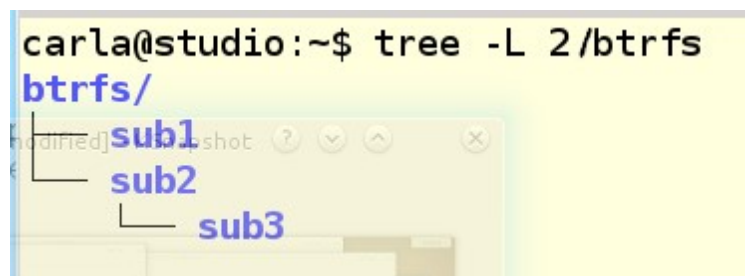 carla@studio:~$ tree -L 2/btrfs
btrfs/
├── sub1
└── sub2
    └── sub3